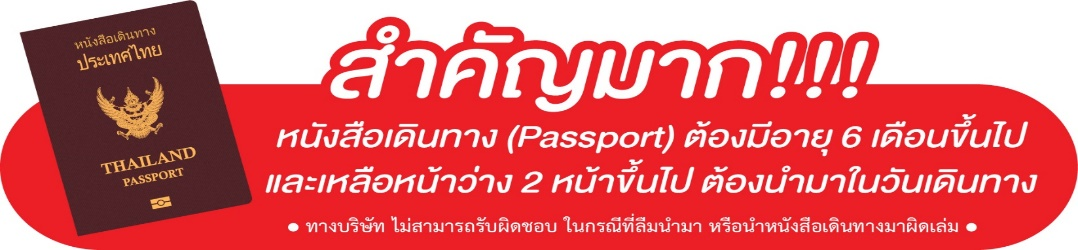 หนังสือเดินทาง
ประเทศไทย
THAILAND
PASSPORT
สำคัญมาก!!!
หนังสือเดินทาง (Passport) ต้องมีอายุ 6 เดือนขึ้นไป
และเหลือหน้าว่าง 2 หน้าขึ้นไป ต้องนำมาในวันเดินทาง
● ทางบริษัท ไม่สามารถรับผิดชอบ ในกรณีที่ลืมนำมา หรือนำหนังสือเดินทางมาผิดเล่ม ●